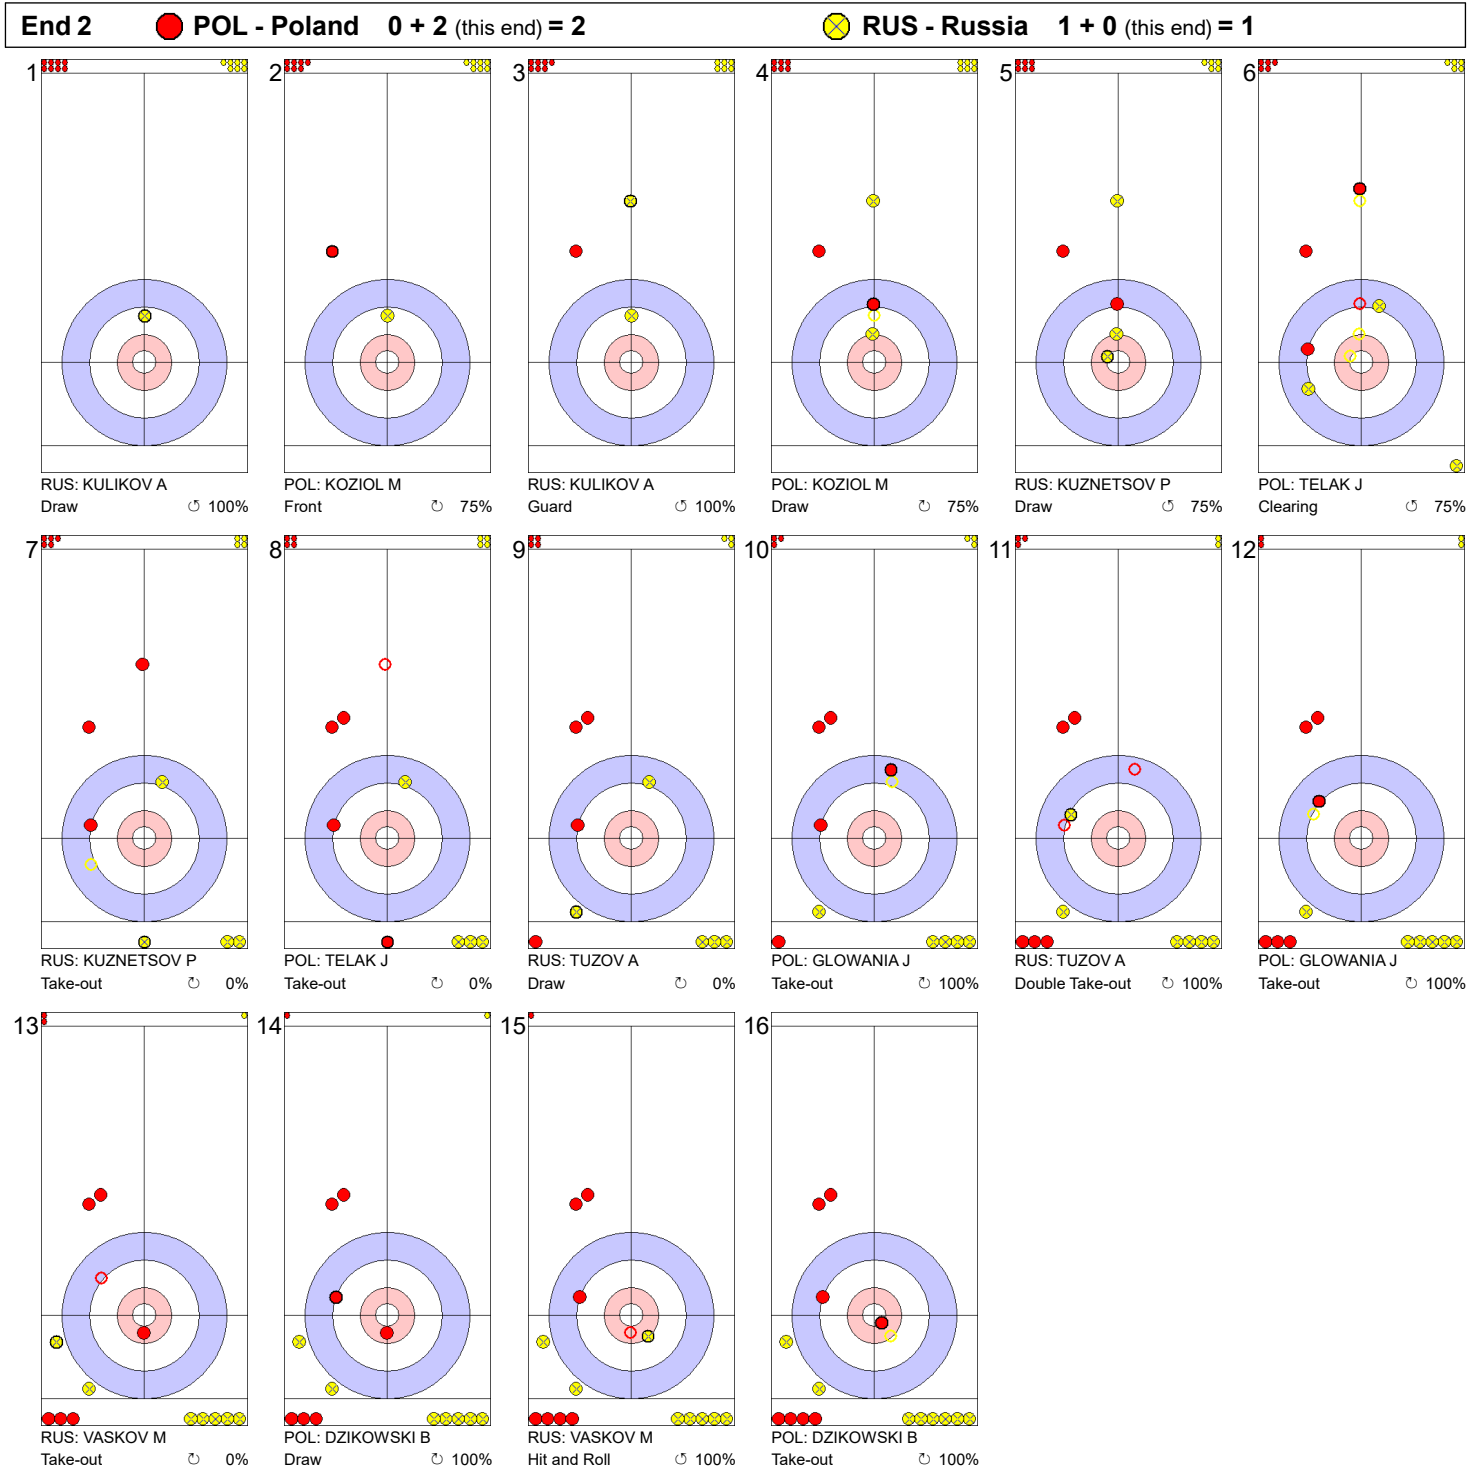 End 2 POL - Poland 0 + 2 (this end) = 2 RUS - Russia 1 + 0 (this end) = 1
1 2 3 4 5 6
RUS: KULIKOV A POL: KOZIOL M RUS: KULIKOV A POL: KOZIOL M RUS: KUZNETSOV P POL: TELAK J
Draw ↺ 100% Front ↻ 75% Guard ↺ 100% Draw ↻ 75% Draw ↻ 75% Clearing ↺ 75%
7 8 9 10 11 12
RUS: KUZNETSOV P POL: TELAK J RUS: TUZOV A POL: GLOWANIA J RUS: TUZOV A POL: GLOWANIA J
Take-out ↻ 0% Take-out ↻ 0% Draw ↻ 0% Take-out ↻ 100% Double Take-out ↻ 100% Take-out ↻ 100%
13 14 15 16
RUS: VASKOV M POL: DZIKOWSKI B RUS: VASKOV M POL: DZIKOWSKI B
Take-out ↻ 0% Draw ↻ 100% Hit and Roll ↺ 100% Take-out ↻ 100%